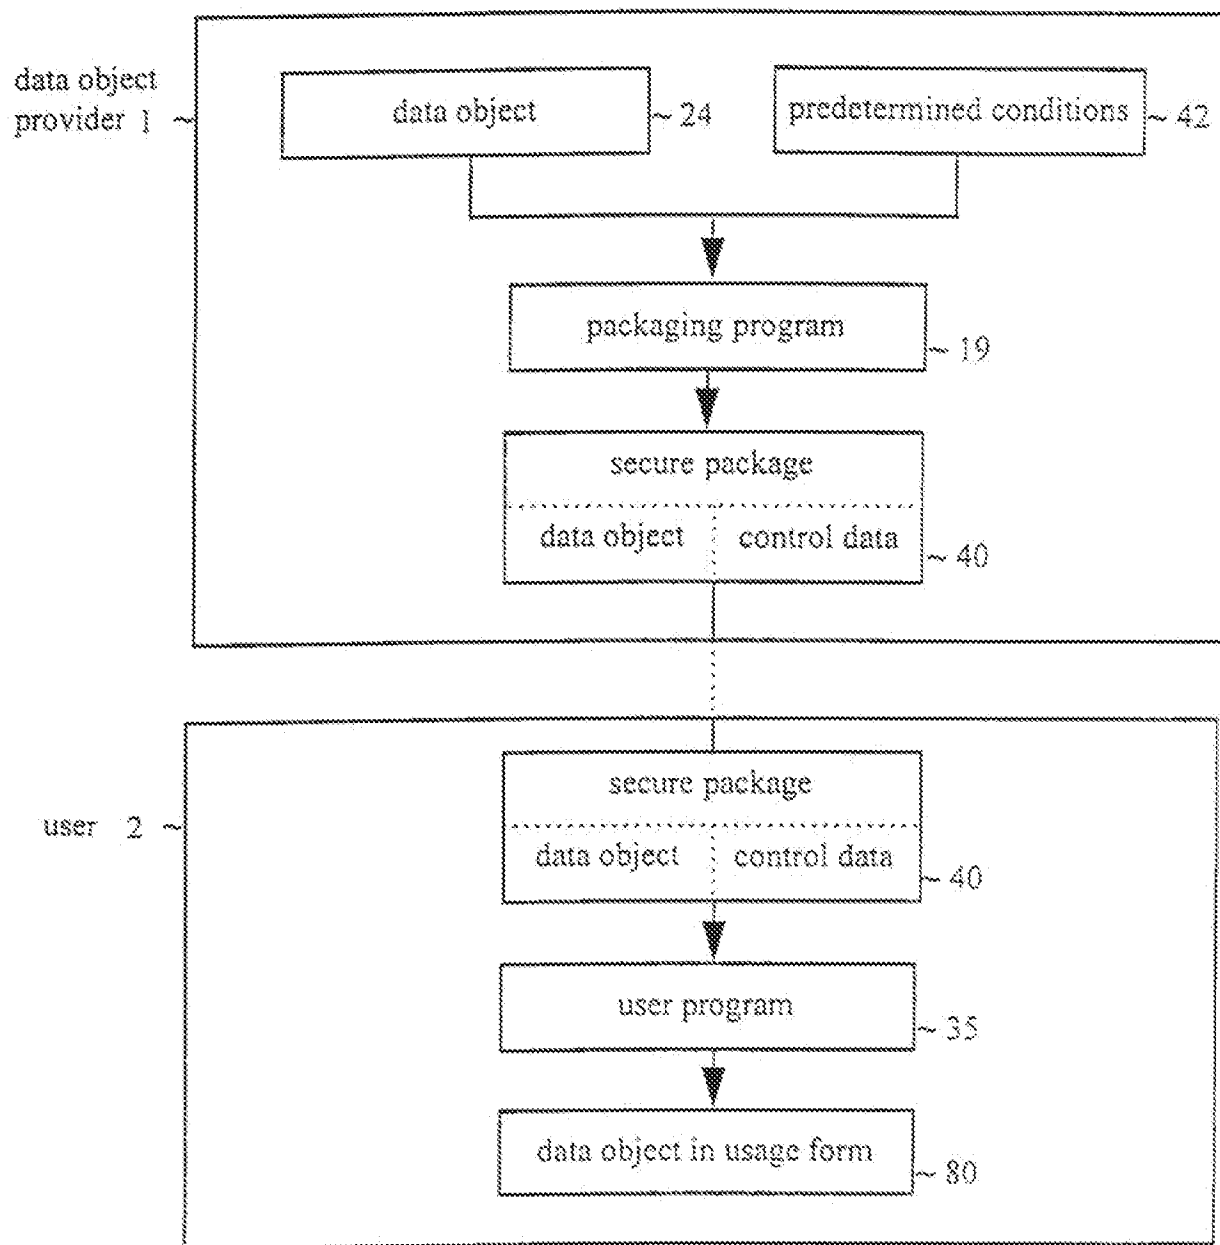 data object
provider 1 ~
data object ~ 24
predetermined conditions ~ 42
packaging program ~ 19
secure package
data object control data ~ 40
secure package
user 2 ~
data object control data ~ 40
user program ~ 35
data object in usage form ~ 80